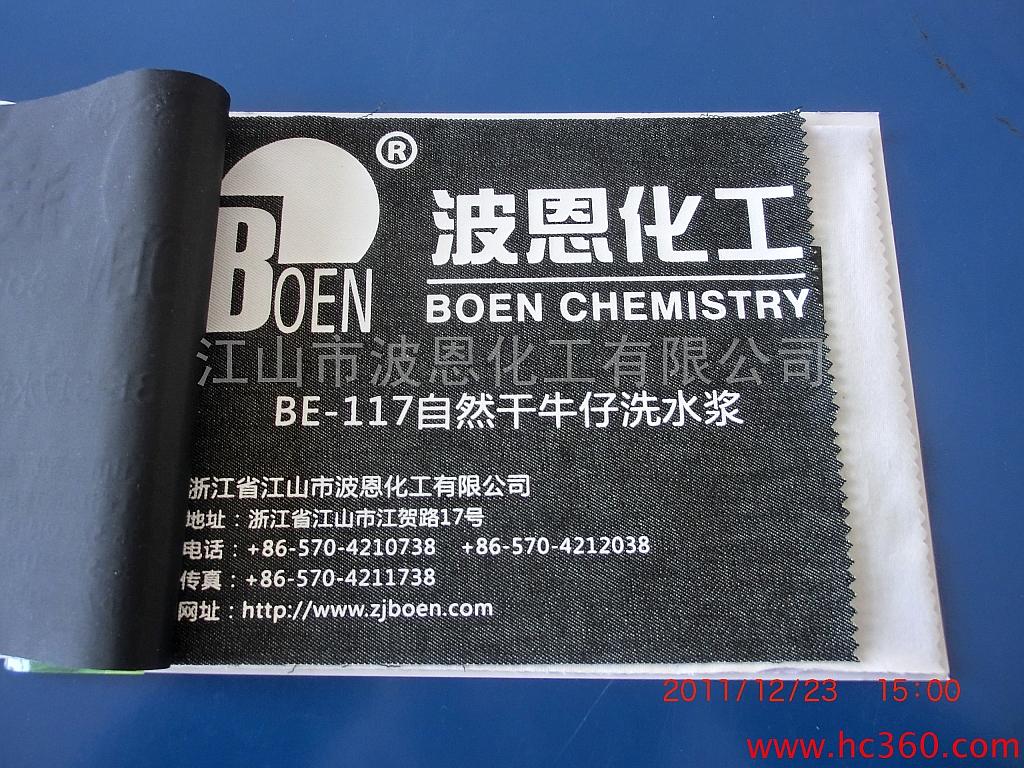 ®
BOEN
波恩化工
BOEN CHEMISTRY
江山市波恩化工有限公司
BE-117自然干牛仔洗水浆
浙江省江山市波恩化工有限公司
地址：浙江省江山市江贺路17号
电话：+86-570-4210738 +86-570-4212038
传真：+86-570-4211738
网址：http://www.zjboen.com
2011/12/23 15:00
www.hc360.com